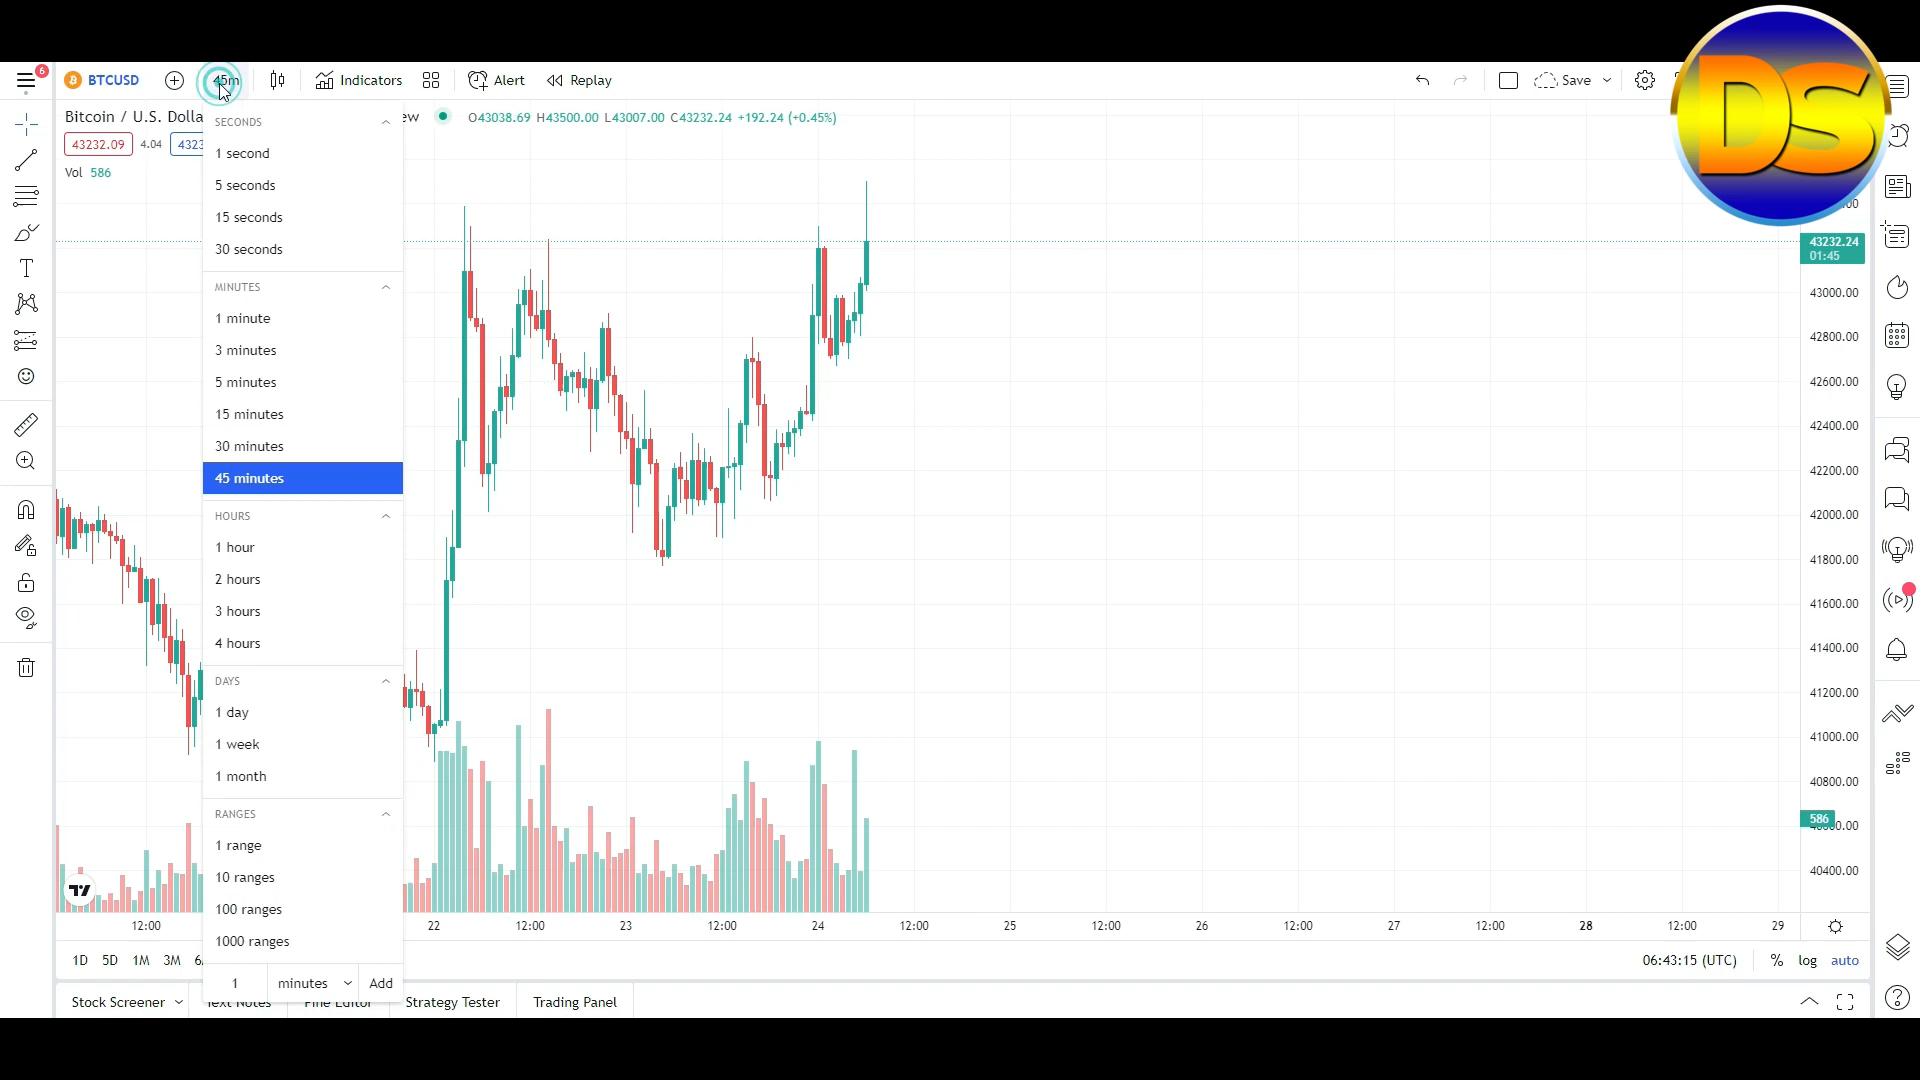 6
BTCUSD
45m
Indicators
Alert
Replay
Save
DS
Bitcoin / U.S. Dolla
O43038.69 H43500.00 L43007.00 C43232.24 +192.24 (+0.45%)
43232.09
4.04
Vol 586
SECONDS
1 second
5 seconds
15 seconds
30 seconds
MINUTES
1 minute
3 minutes
5 minutes
15 minutes
30 minutes
45 minutes
HOURS
1 hour
2 hours
3 hours
4 hours
DAYS
1 day
1 week
1 month
RANGES
1 range
10 ranges
100 ranges
1000 ranges
1 minutes Add
43232.24
01:45
43000.00
42800.00
42600.00
42400.00
42200.00
42000.00
41800.00
41600.00
41400.00
41200.00
41000.00
40800.00
586
40400.00
12:00 22 12:00 23 12:00 24 12:00 25 12:00 26 12:00 27 12:00 28 12:00 29
1D 5D 1M 3M
06:43:15 (UTC) % log auto
Stock Screener Text Notes Pine Editor Strategy Tester Trading Panel